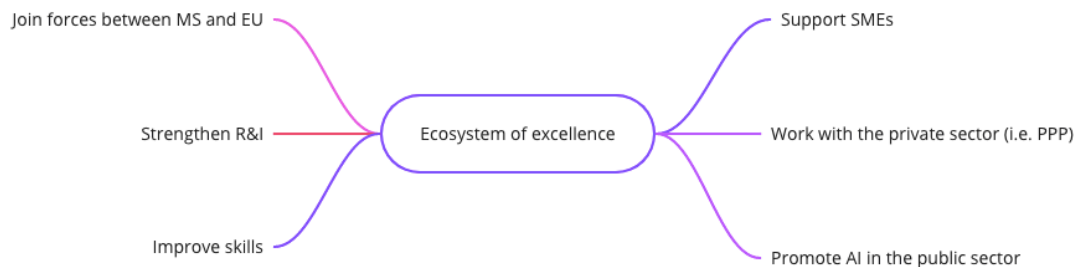 Join forces between MS and EU
Strengthen R&I
Improve skills
Ecosystem of excellence
Support SMEs
Work with the private sector (i.e. PPP)
Promote AI in the public sector